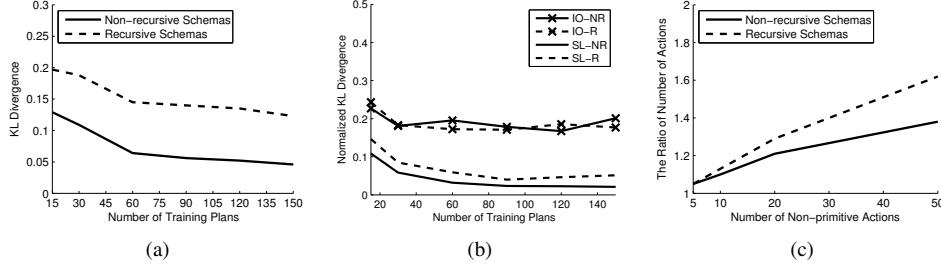 Non-recursive Schemas
Recursive Schemas
KL Divergence
0.3
0.25
0.2
0.15
0.1
0.05
0
15 30 45 60 75 90 105 120 135 150
Number of Training Plans
(a)
IO-NR
IO-R
SL-NR
SL-R
Normalized KL Divergence
0.5
0.4
0.3
0.2
0.1
0
20 40 60 80 100 120 140
Number of Training Plans
(b)
Non-recursive Schemas
Recursive Schemas
The Ratio of Number of Actions
2
1.8
1.6
1.4
1.2
1
5 10 20 30 40 50
Number of Non-primitive Actions
(c)